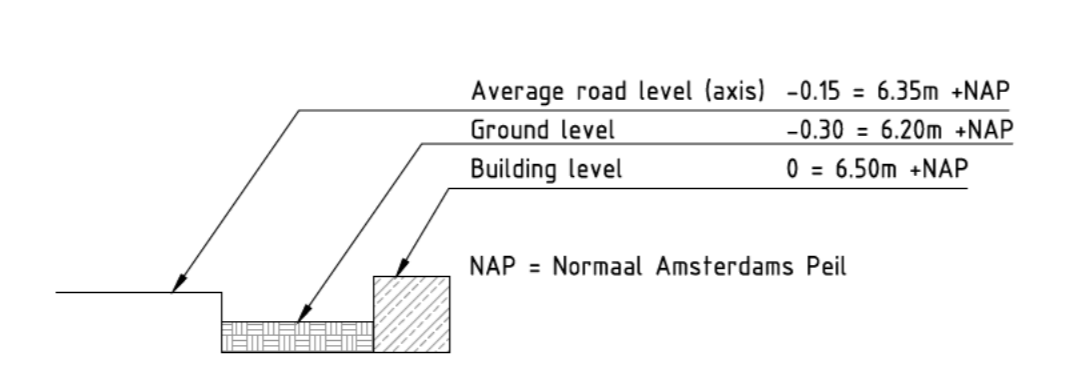 Average road level (axis) -0.15 = 6.35m +NAP
Ground level -0.30 = 6.20m +NAP
Building level 0 = 6.50m +NAP
NAP = Normaal Amsterdams Peil